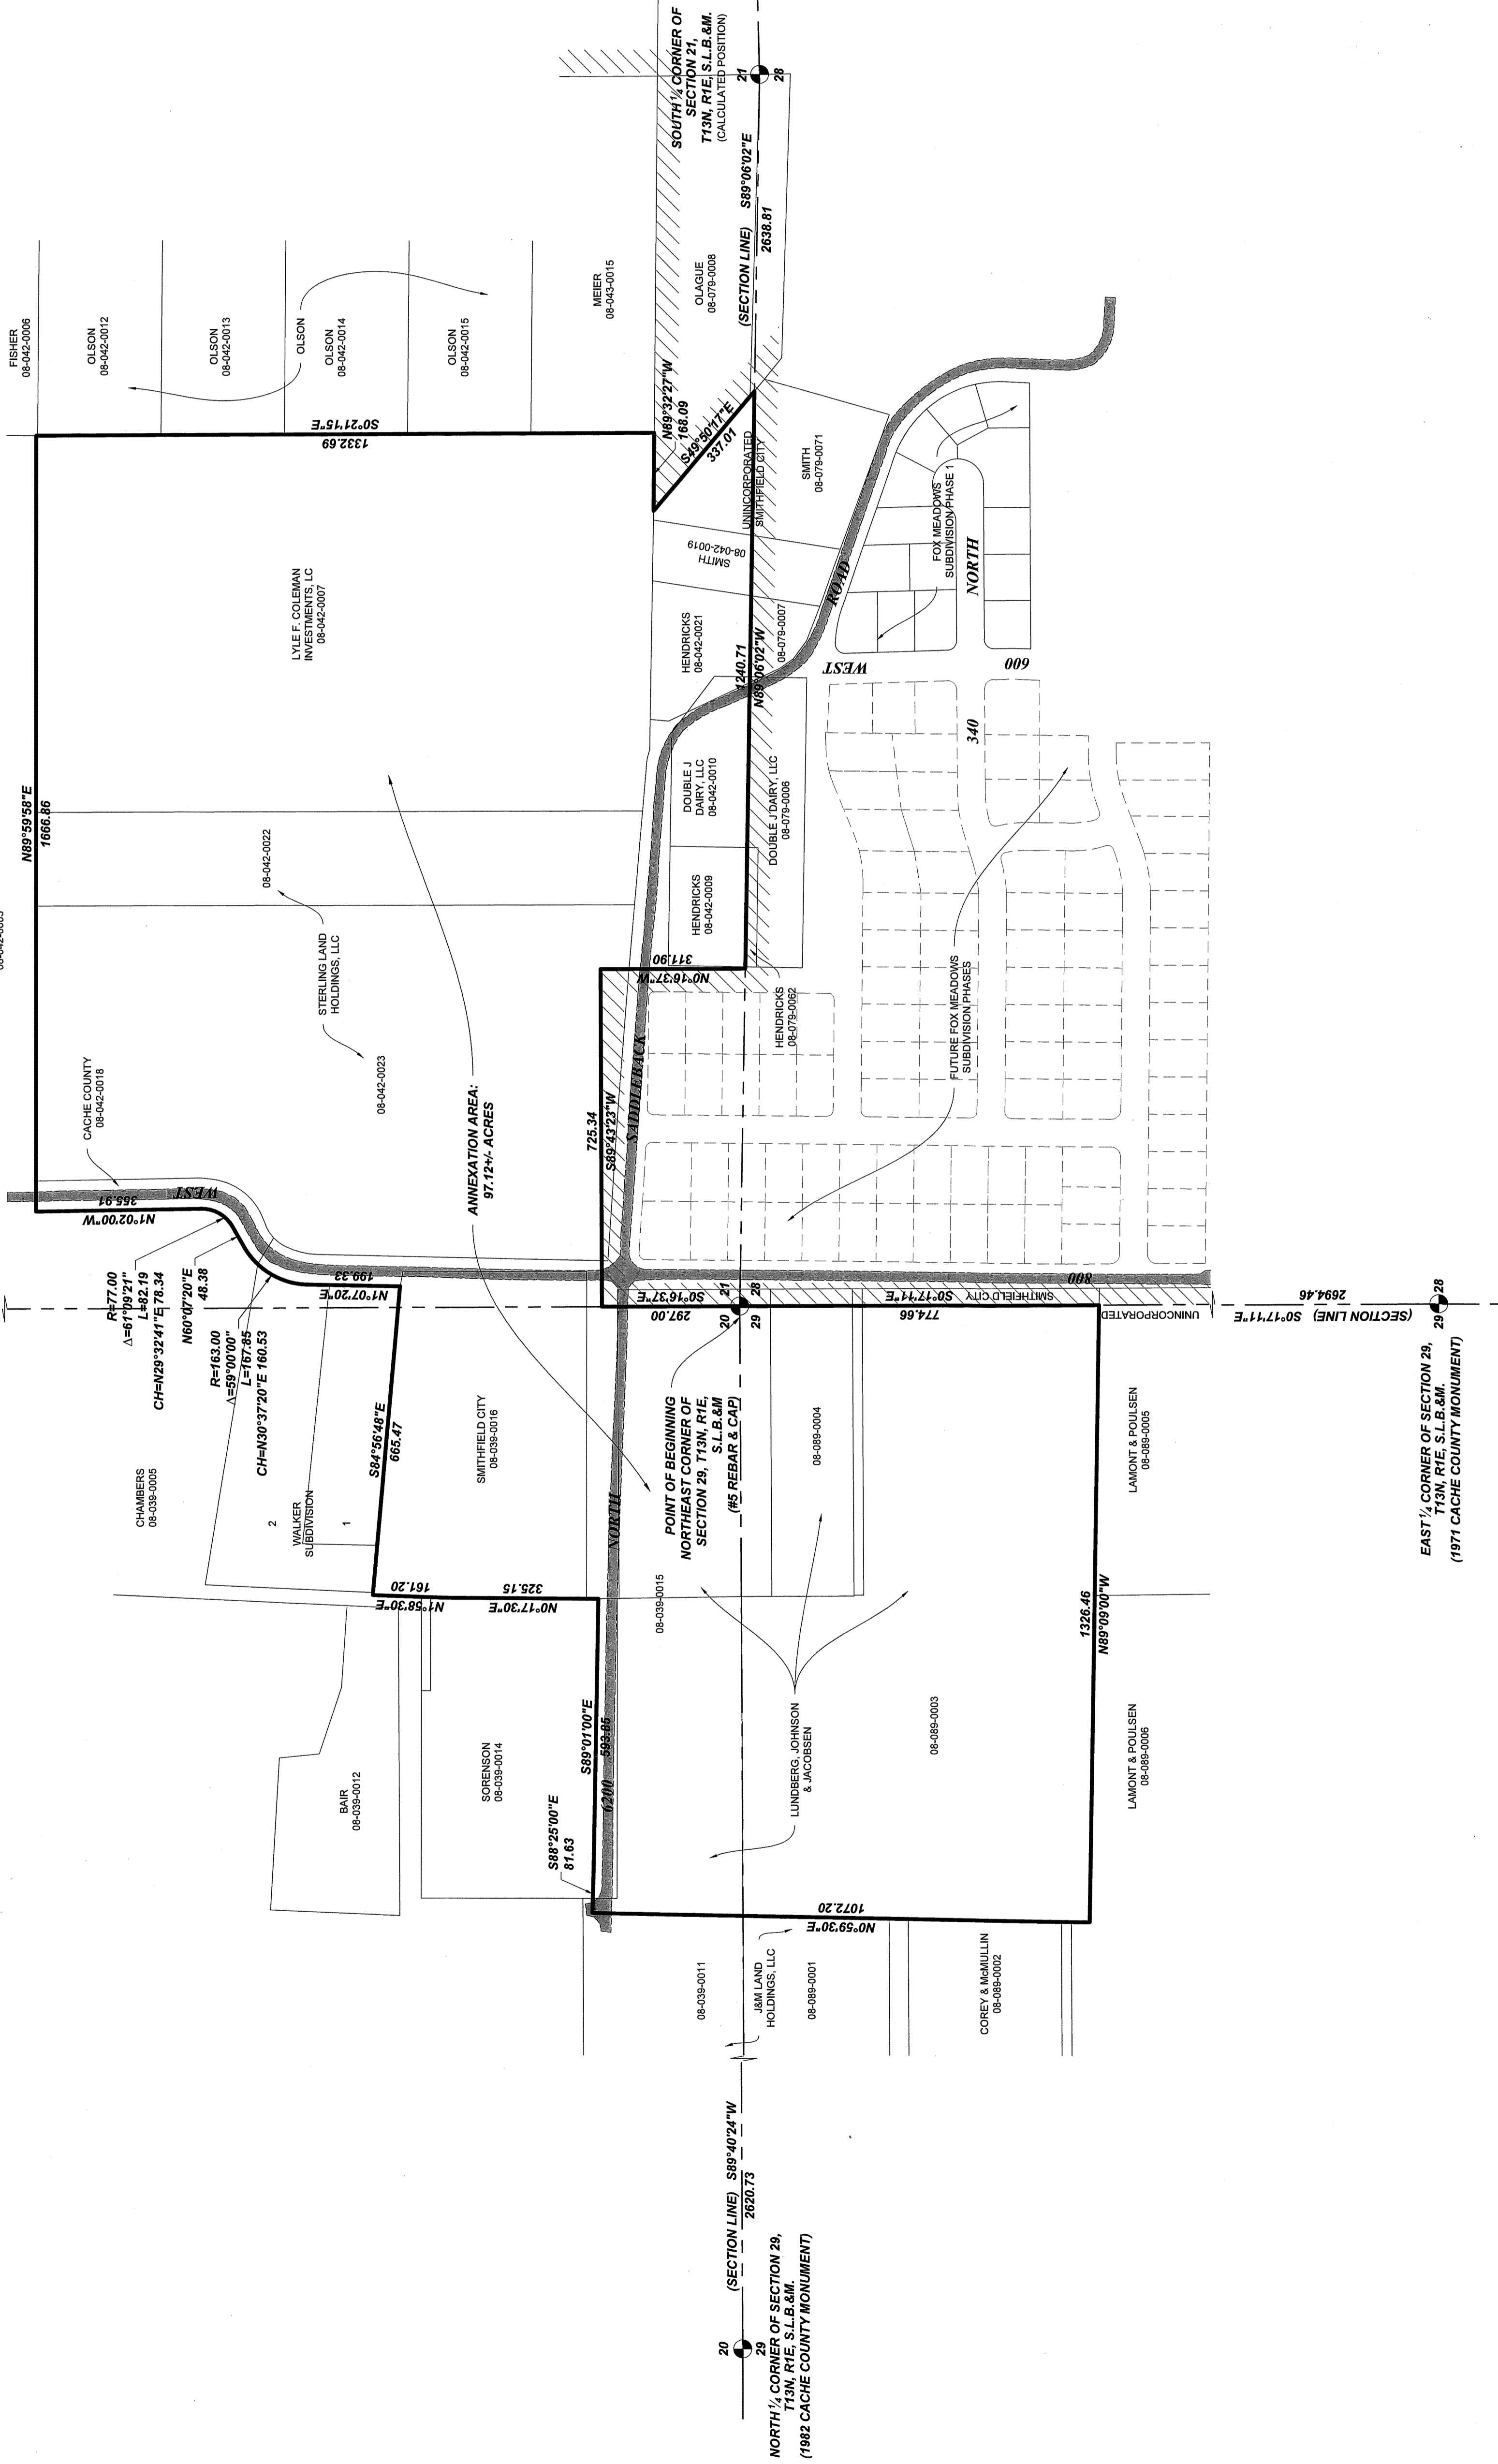 FISHER
08-042-0006
OLSON
08-042-0012
OLSON
08-042-0013
OLSON
OLSON
08-042-0014
OLSON
08-042-0015
MEIER
08-043-0015
OLAGUE
08-079-0008
SOUTH 1/4 CORNER OF
SECTION 21,
T13N, R1E, S.L.B.&M.
(CALCULATED POSITION)
21
28
(SECTION LINE) S89°06'02"E
2638.81
N89°59'58"E
1666.86
S0°21'15"E
1332.69
N89°32'27"W
168.09
S49°50'17"E
337.01
UNINCORPORATED
SMITHFIELD CITY
1240.71
N89°06'02"W
LYLE F. COLEMAN
INVESTMENTS, LC
08-042-0007
08-042-0022
STERLING LAND
HOLDINGS, LLC
08-042-0023
CACHE COUNTY
08-042-0018
SMITH
08-042-0019
SMITH
08-079-0071
HENDRICKS
08-042-0021
08-079-0007
DOUBLE J
DAIRY, LLC
08-042-0010
DOUBLE J DAIRY, LLC
08-079-0006
HENDRICKS
08-042-0009
HENDRICKS
08-079-0062
N0°16'37"W
311.90
725.34
S89°43'23"W
SADDLEBACK
ROAD
FOX MEADOWS
SUBDIVISION PHASE 1
NORTH
340
WEST
600
FUTURE FOX MEADOWS
SUBDIVISION PHASES
ANNEXATION AREA:
97.12+/- ACRES
WEST
N1°02'00"W
355.91
R=77.00
Δ=61°09'21"
L=82.19
CH=N29°32'41"E 78.34
N60°07'20"E
48.38
R=163.00
Δ=59°00'00"
L=167.85
CH=N30°37'20"E 160.53
N1°07'20"E
199.33
S84°56'48"E
665.47
CHAMBERS
08-039-0005
2
WALKER
SUBDIVISION
1
SMITHFIELD CITY
08-039-0016
N1°58'30"E
161.20
N0°17'30"E
325.15
S0°16'37"E
297.00
20
21
29
28
S0°17'11"E
774.66
800
SMITHFIELD CITY
UNINCORPORATED
(SECTION LINE) S0°17'11"E
2694.46
29
28
EAST 1/4 CORNER OF SECTION 29,
T13N, R1E, S.L.B.&M.
(1971 CACHE COUNTY MONUMENT)
POINT OF BEGINNING
NORTHEAST CORNER OF
SECTION 29, T13N, R1E,
S.L.B.&M
(#5 REBAR & CAP)
NORTH
6200
08-039-0015
08-089-0004
LAMONT & POULSEN
08-089-0005
1326.46
N89°09'00"W
LAMONT & POULSEN
08-089-0006
LUNDBERG, JOHNSON
& JACOBSEN
08-089-0003
BAIR
08-039-0012
SORENSON
08-039-0014
S89°01'00"E
593.85
S88°25'00"E
81.63
N0°59'30"E
1072.20
08-039-0011
J&M LAND
HOLDINGS, LLC
08-089-0001
COREY & McMULLIN
08-089-0002
(SECTION LINE) S89°40'24"W
2620.73
20
29
NORTH 1/4 CORNER OF SECTION 29,
T13N, R1E, S.L.B.&M.
(1982 CACHE COUNTY MONUMENT)